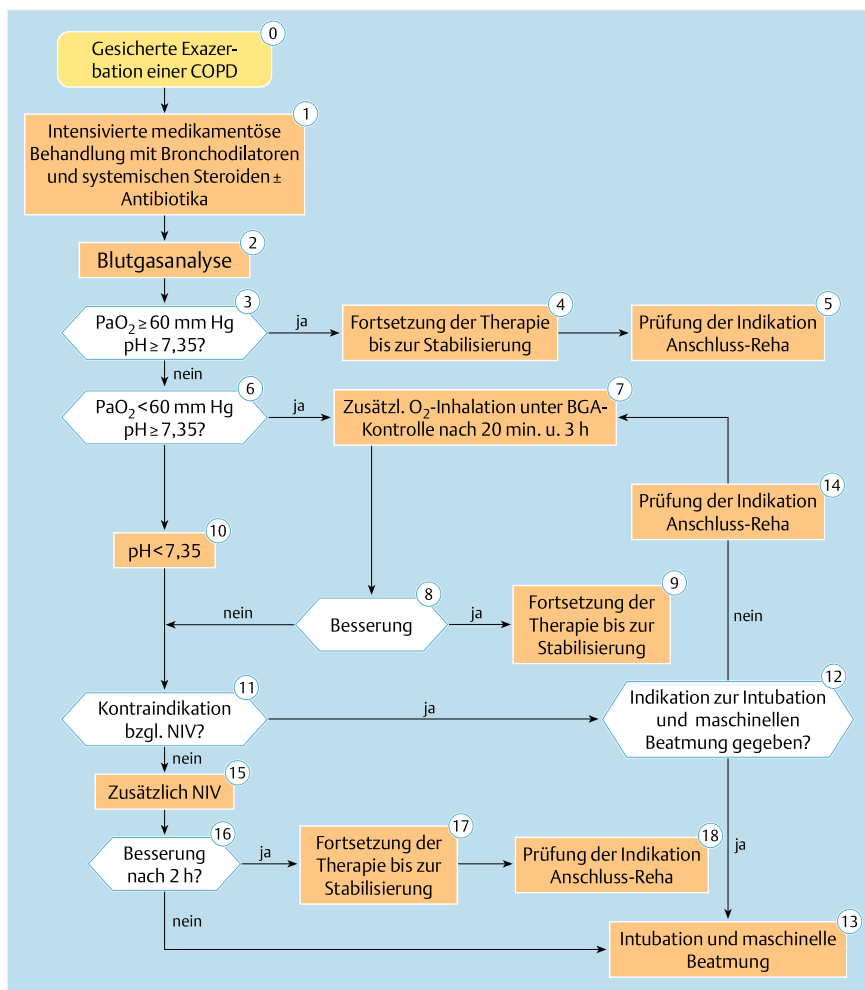 0
Gesicherte Exazer-
bation einer COPD
1
Intensivierte medikamentöse
Behandlung mit Bronchodilatoren
und systemischen Steroiden ±
Antibiotika
2
Blutgasanalyse
3
PaO₂ ≥ 60 mm Hg
pH ≥ 7,35?
ja
4
Fortsetzung der Therapie
bis zur Stabilisierung
5
Prüfung der Indikation
Anschluss-Reha
nein
6
PaO₂ < 60 mm Hg
pH ≥ 7,35?
ja
7
Zusätzl. O₂-Inhalation unter BGA-
Kontrolle nach 20 min. u. 3 h
14
Prüfung der Indikation
Anschluss-Reha
10
pH < 7,35
8
Besserung
nein
ja
9
Fortsetzung der
Therapie bis zur
Stabilisierung
nein
11
Kontraindikation
bzgl. NIV?
ja
12
Indikation zur Intubation
und maschinellen
Beatmung gegeben?
nein
15
Zusätzlich NIV
16
Besserung
nach 2 h?
ja
17
Fortsetzung der
Therapie bis zur
Stabilisierung
18
Prüfung der Indikation
Anschluss-Reha
ja
nein
13
Intubation und maschinelle
Beatmung